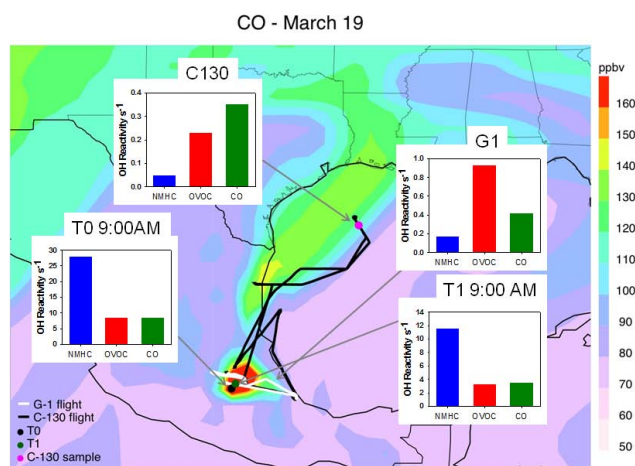 CO - March 19
ppbv
160
150
140
130
120
110
100
90
80
70
60
50
C130
OH Reactivity s-1
0.4
0.3
0.2
0.1
0.0
NMHC OVOC CO
G1
OH Reactivity s-1
1.0
0.8
0.6
0.4
0.2
0.0
NMHC OVOC CO
T0 9:00AM
OH Reactivity s-1
30
25
20
15
10
5
0
NMHC OVOC CO
T1 9:00 AM
OH Reactivity s-1
14
12
10
8
6
4
2
0
NMHC OVOC CO
G-1 flight
C-130 flight
T0
T1
C-130 sample